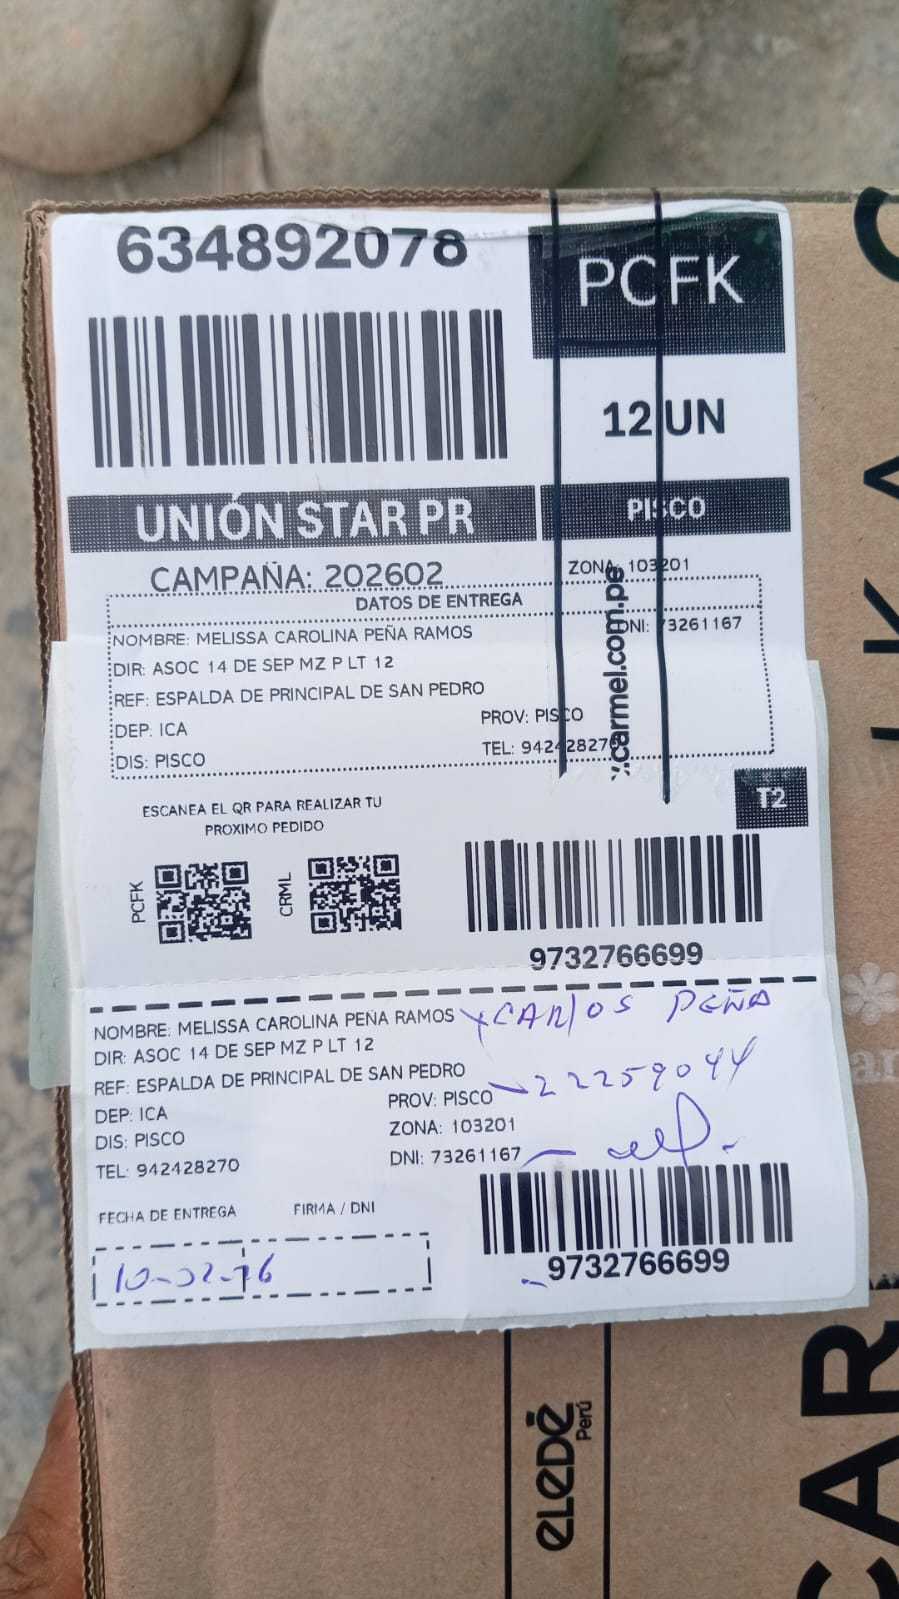 634892078
PCFK
12 UN
UNIÓN STAR PR
PISCO
CAMPAÑA: 202602
ZONA: 103201
DATOS DE ENTREGA
NOMBRE: MELISSA CAROLINA PEÑA RAMOS
DNI: 73261167
DIR: ASOC 14 DE SEP MZ P LT 12
REF: ESPALDA DE PRINCIPAL DE SAN PEDRO
DEP: ICA
PROV: PISCO
DIS: PISCO
TEL: 942428270
.carmel.com.pe
T2
ESCANEA EL QR PARA REALIZAR TU
PROXIMO PEDIDO
PCFK
CRML
9732766699
NOMBRE: MELISSA CAROLINA PEÑA RAMOS
CARLOS PEÑA
DIR: ASOC 14 DE SEP MZ P LT 12
REF: ESPALDA DE PRINCIPAL DE SAN PEDRO
22259044
DEP: ICA
PROV: PISCO
DIS: PISCO
ZONA: 103201
TEL: 942428270
DNI: 73261167
FECHA DE ENTREGA
FIRMA / DNI
9732766699
eLeDé
Perú